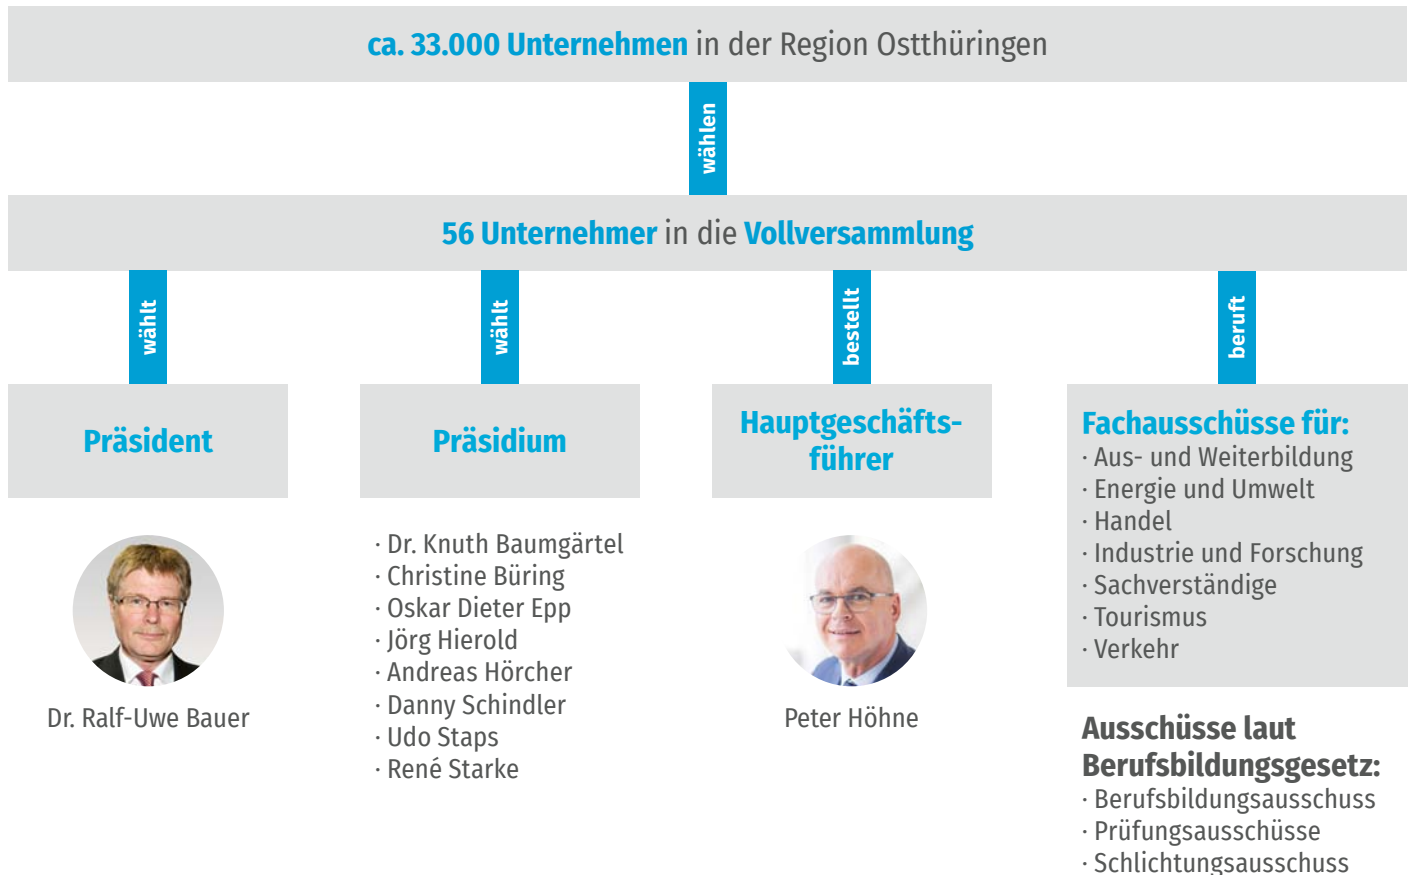 ca. 33.000 Unternehmen in der Region Ostthüringen
wählen
56 Unternehmer in die Vollversammlung
wählt
wählt
bestellt
beruft
Präsident
Dr. Ralf-Uwe Bauer
Präsidium
· Dr. Knuth Baumgärtel
· Christine Büring
· Oskar Dieter Epp
· Jörg Hierold
· Andreas Hörcher
· Danny Schindler
· Udo Staps
· René Starke
Hauptgeschäfts-
führer
Peter Höhne
Fachausschüsse für:
· Aus- und Weiterbildung
· Energie und Umwelt
· Handel
· Industrie und Forschung
· Sachverständige
· Tourismus
· Verkehr
Ausschüsse laut
Berufsbildungsgesetz:
· Berufsbildungsausschuss
· Prüfungsausschüsse
· Schlichtungsausschuss